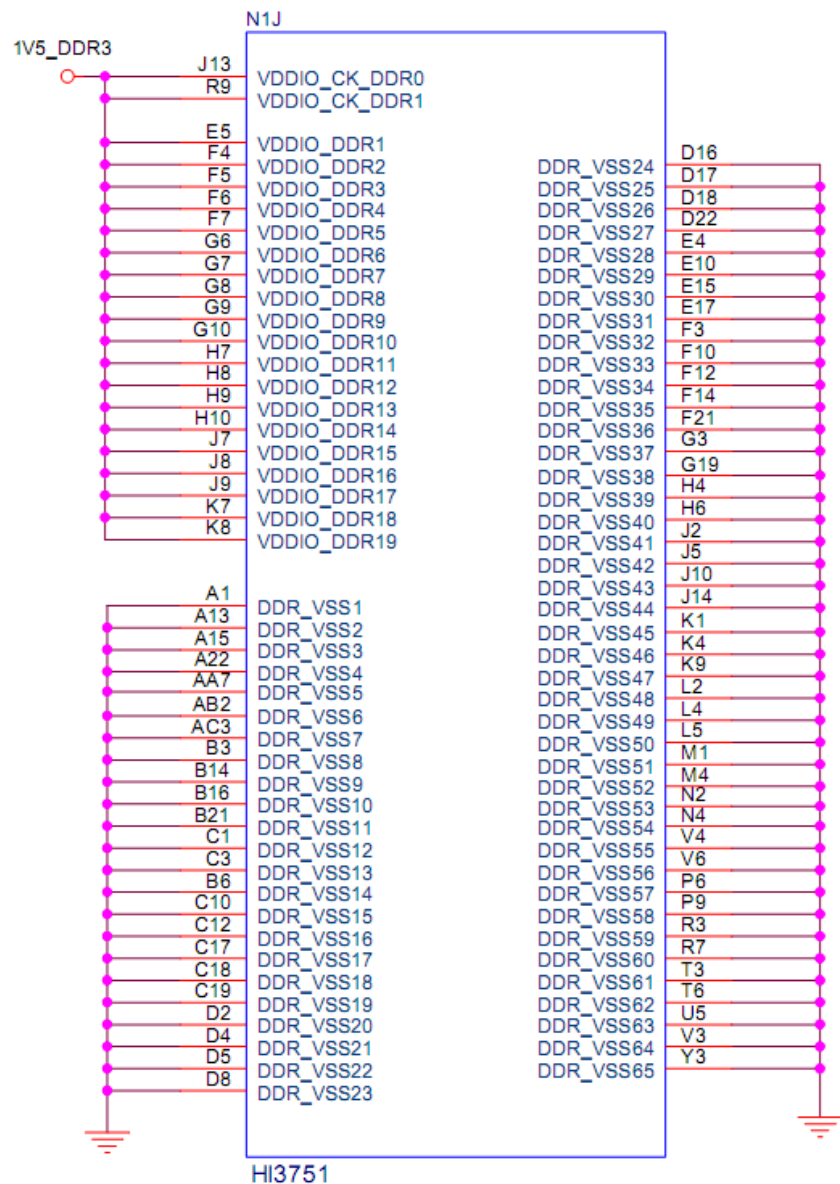 N1J
1V5_DDR3
J13 VDDIO_CK_DDR0
R9 VDDIO_CK_DDR1
E5 VDDIO_DDR1
F4 VDDIO_DDR2
F5 VDDIO_DDR3
F6 VDDIO_DDR4
F7 VDDIO_DDR5
G6 VDDIO_DDR6
G7 VDDIO_DDR7
G8 VDDIO_DDR8
G9 VDDIO_DDR9
G10 VDDIO_DDR10
H7 VDDIO_DDR11
H8 VDDIO_DDR12
H9 VDDIO_DDR13
H10 VDDIO_DDR14
J7 VDDIO_DDR15
J8 VDDIO_DDR16
J9 VDDIO_DDR17
K7 VDDIO_DDR18
K8 VDDIO_DDR19
A1 DDR_VSS1
A13 DDR_VSS2
A15 DDR_VSS3
A22 DDR_VSS4
AA7 DDR_VSS5
AB2 DDR_VSS6
AC3 DDR_VSS7
B3 DDR_VSS8
B14 DDR_VSS9
B16 DDR_VSS10
B21 DDR_VSS11
C1 DDR_VSS12
C3 DDR_VSS13
B6 DDR_VSS14
C10 DDR_VSS15
C12 DDR_VSS16
C17 DDR_VSS17
C18 DDR_VSS18
C19 DDR_VSS19
D2 DDR_VSS20
D4 DDR_VSS21
D5 DDR_VSS22
D8 DDR_VSS23
DDR_VSS24 D16
DDR_VSS25 D17
DDR_VSS26 D18
DDR_VSS27 D22
DDR_VSS28 E4
DDR_VSS29 E10
DDR_VSS30 E15
DDR_VSS31 E17
DDR_VSS32 F3
DDR_VSS33 F10
DDR_VSS34 F12
DDR_VSS35 F14
DDR_VSS36 F21
DDR_VSS37 G3
DDR_VSS38 G19
DDR_VSS39 H4
DDR_VSS40 H6
DDR_VSS41 J2
DDR_VSS42 J5
DDR_VSS43 J10
DDR_VSS44 J14
DDR_VSS45 K1
DDR_VSS46 K4
DDR_VSS47 K9
DDR_VSS48 L2
DDR_VSS49 L4
DDR_VSS50 L5
DDR_VSS51 M1
DDR_VSS52 M4
DDR_VSS53 N2
DDR_VSS54 N4
DDR_VSS55 V4
DDR_VSS56 V6
DDR_VSS57 P6
DDR_VSS58 P9
DDR_VSS59 R3
DDR_VSS60 R7
DDR_VSS61 T3
DDR_VSS62 T6
DDR_VSS63 U5
DDR_VSS64 V3
DDR_VSS65 Y3
HI3751